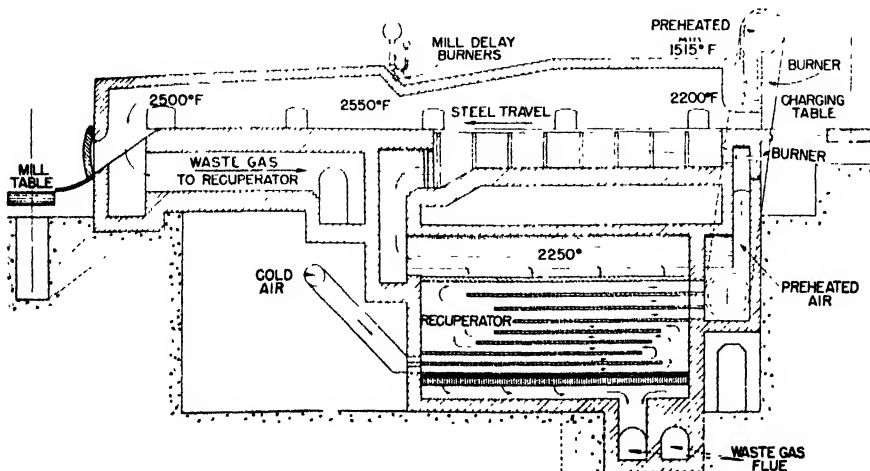 PREHEATED
AIR
1515° F
MILL DELAY
BURNERS
BURNER
2500°F
2550°F
STEEL TRAVEL
2200°F
CHARGING
TABLE
BURNER
WASTE GAS
TO RECUPERATOR
MILL
TABLE
2250°
COLD
AIR
PREHEATED
AIR
RECUPERATOR
WASTE GAS
FLUE